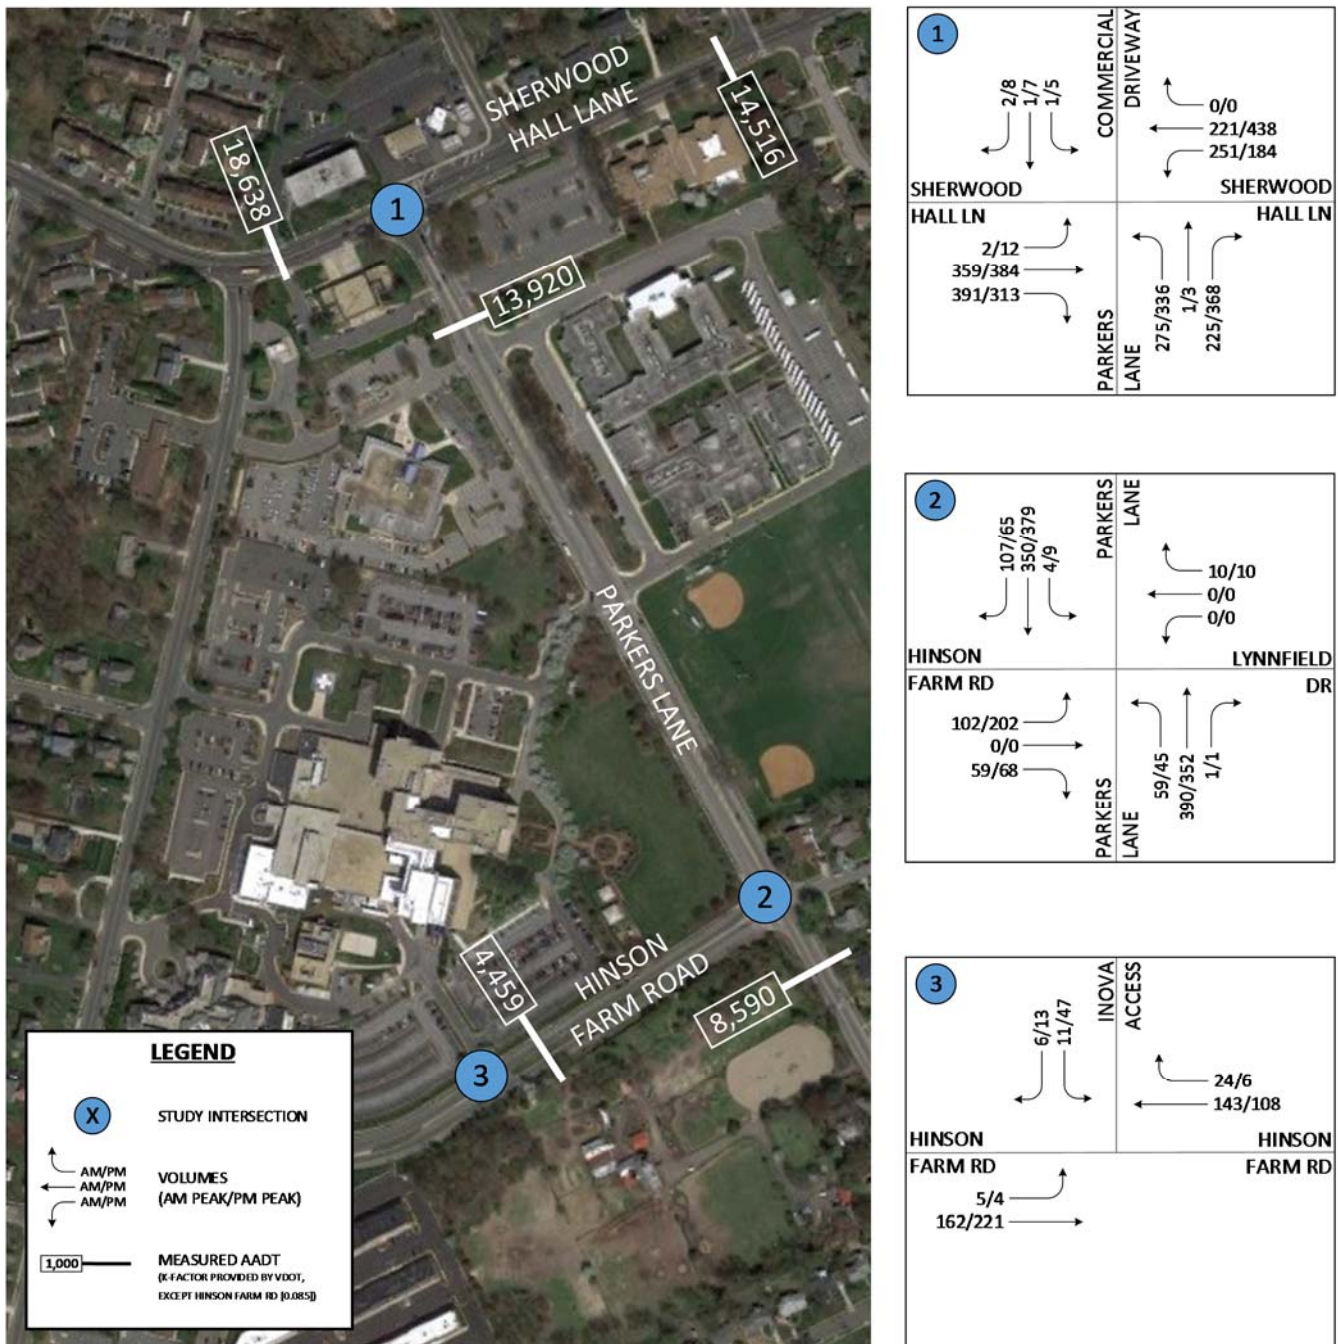 SHERWOOD
HALL LANE
14,516
18,638
1
13,920
PARKERS LANE
2
HINSON
FARM ROAD
4,459
8,590
3
LEGEND
X
STUDY INTERSECTION
AM/PM
AM/PM
AM/PM
VOLUMES
(AM PEAK/PM PEAK)
1,000
MEASURED AADT
(K-FACTOR PROVIDED BY VDOT,
EXCEPT HINSON FARM RD [0.085])
1
2/8
1/7
1/5
COMMERCIAL
DRIVEWAY
0/0
221/438
251/184
SHERWOOD
SHERWOOD
HALL LN
HALL LN
2/12
359/384
391/313
PARKERS
LANE
275/336
1/3
225/368
2
107/65
350/379
4/9
PARKERS
LANE
10/10
0/0
0/0
HINSON
LYNNFIELD
FARM RD
DR
102/202
0/0
59/68
PARKERS
LANE
59/45
390/352
1/1
3
6/13
11/47
INOVA
ACCESS
24/6
143/108
HINSON
HINSON
FARM RD
FARM RD
5/4
162/221